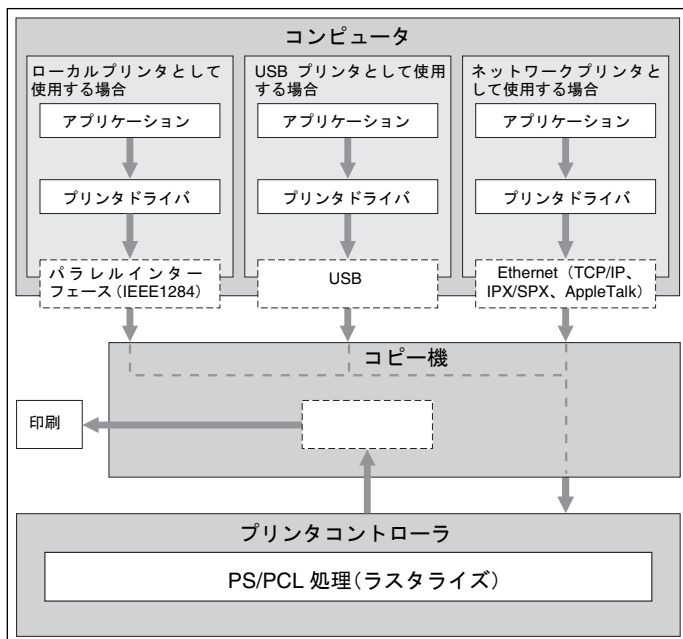 コンピュータ
ローカルプリンタとして
使用する場合
アプリケーション
プリンタドライバ
パラレルインター
フェース(IEEE1284)
USB プリンタとして使用
する場合
アプリケーション
プリンタドライバ
USB
ネットワークプリンタと
して使用する場合
アプリケーション
プリンタドライバ
Ethernet(TCP/IP、
IPX/SPX、AppleTalk)
コピー機
印刷
プリンタコントローラ
PS/PCL 処理(ラスタライズ)